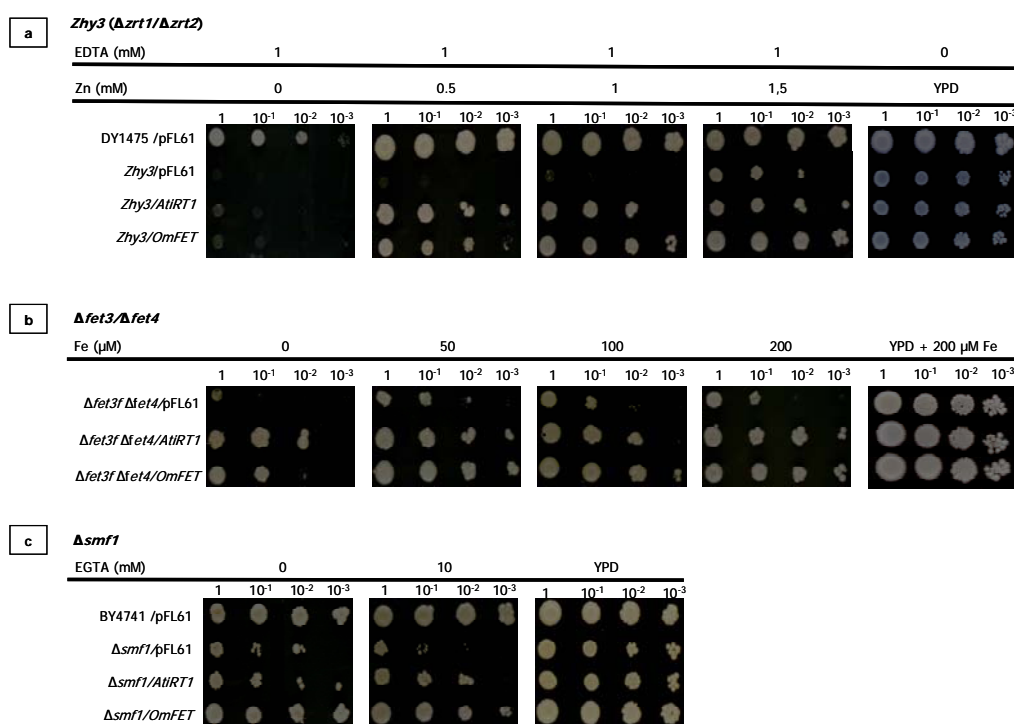 a
Zhy3 (Δzrt1/Δzrt2)
EDTA (mM) 1 1 1 1 0
Zn (mM) 0 0.5 1 1,5 YPD
1 10⁻¹ 10⁻² 10⁻³ 1 10⁻¹ 10⁻² 10⁻³ 1 10⁻¹ 10⁻² 10⁻³ 1 10⁻¹ 10⁻² 10⁻³ 1 10⁻¹ 10⁻² 10⁻³
DY1475 /pFL61
Zhy3/pFL61
Zhy3/AtiRT1
Zhy3/OmFET
b
Δfet3/Δfet4
Fe (µM) 0 50 100 200 YPD + 200 µM Fe
1 10⁻¹ 10⁻² 10⁻³ 1 10⁻¹ 10⁻² 10⁻³ 1 10⁻¹ 10⁻² 10⁻³ 1 10⁻¹ 10⁻² 10⁻³ 1 10⁻¹ 10⁻² 10⁻³
Δfet3f Δfet4/pFL61
Δfet3f Δfet4/AtiRT1
Δfet3f Δfet4/OmFET
c
Δsmf1
EGTA (mM) 0 10 YPD
1 10⁻¹ 10⁻² 10⁻³ 1 10⁻¹ 10⁻² 10⁻³ 1 10⁻¹ 10⁻² 10⁻³
BY4741 /pFL61
Δsmf1/pFL61
Δsmf1/AtiRT1
Δsmf1/OmFET